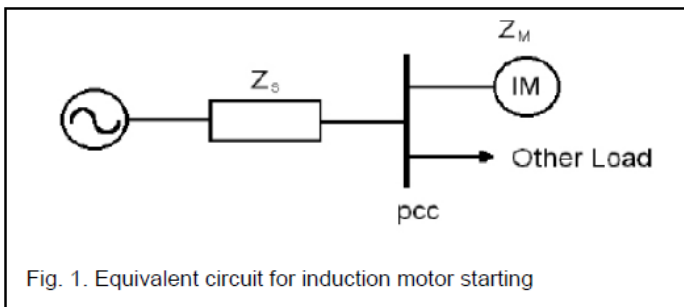 Z_M
Z_s
IM
Other Load
pcc
Fig. 1. Equivalent circuit for induction motor starting